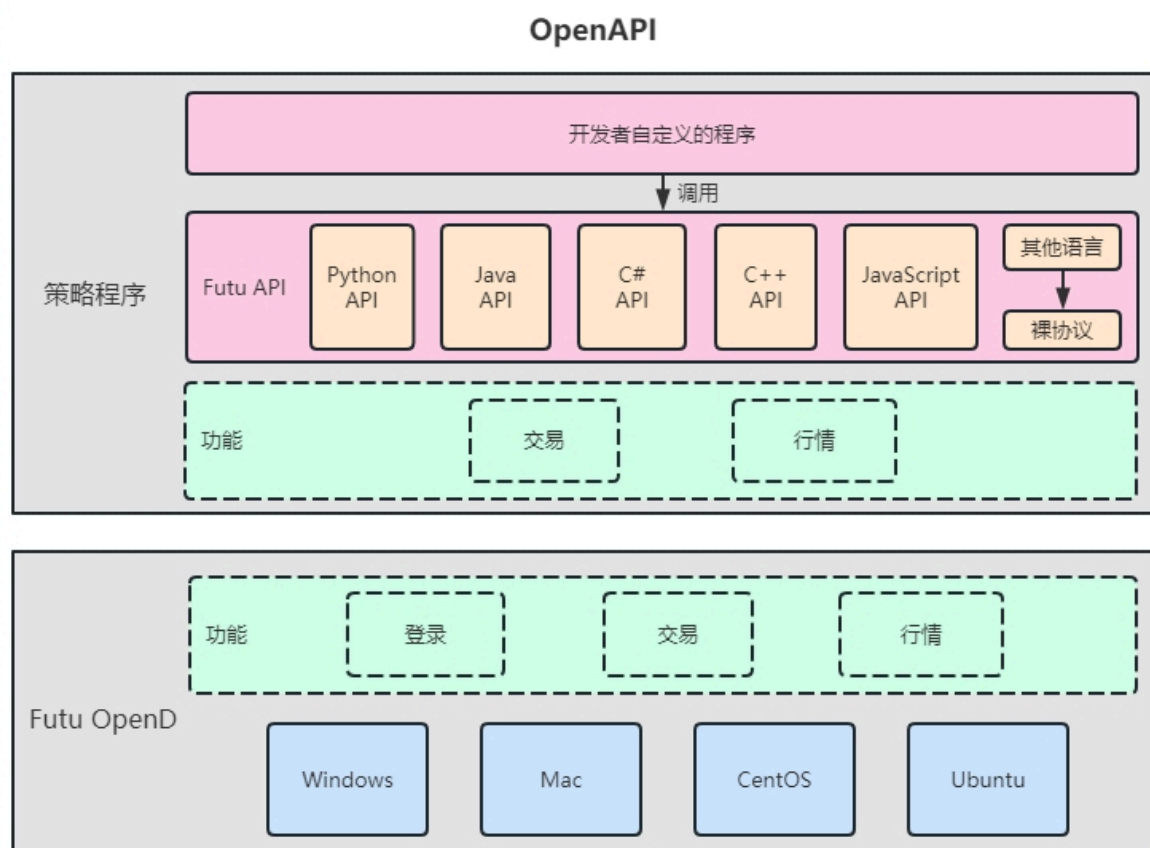 OpenAPI
开发者自定义的程序
调用
策略程序
Futu API
Python
API
Java
API
C#
API
C++
API
JavaScript
API
其他语言
裸协议
功能
交易
行情
功能
登录
交易
行情
Futu OpenD
Windows
Mac
CentOS
Ubuntu